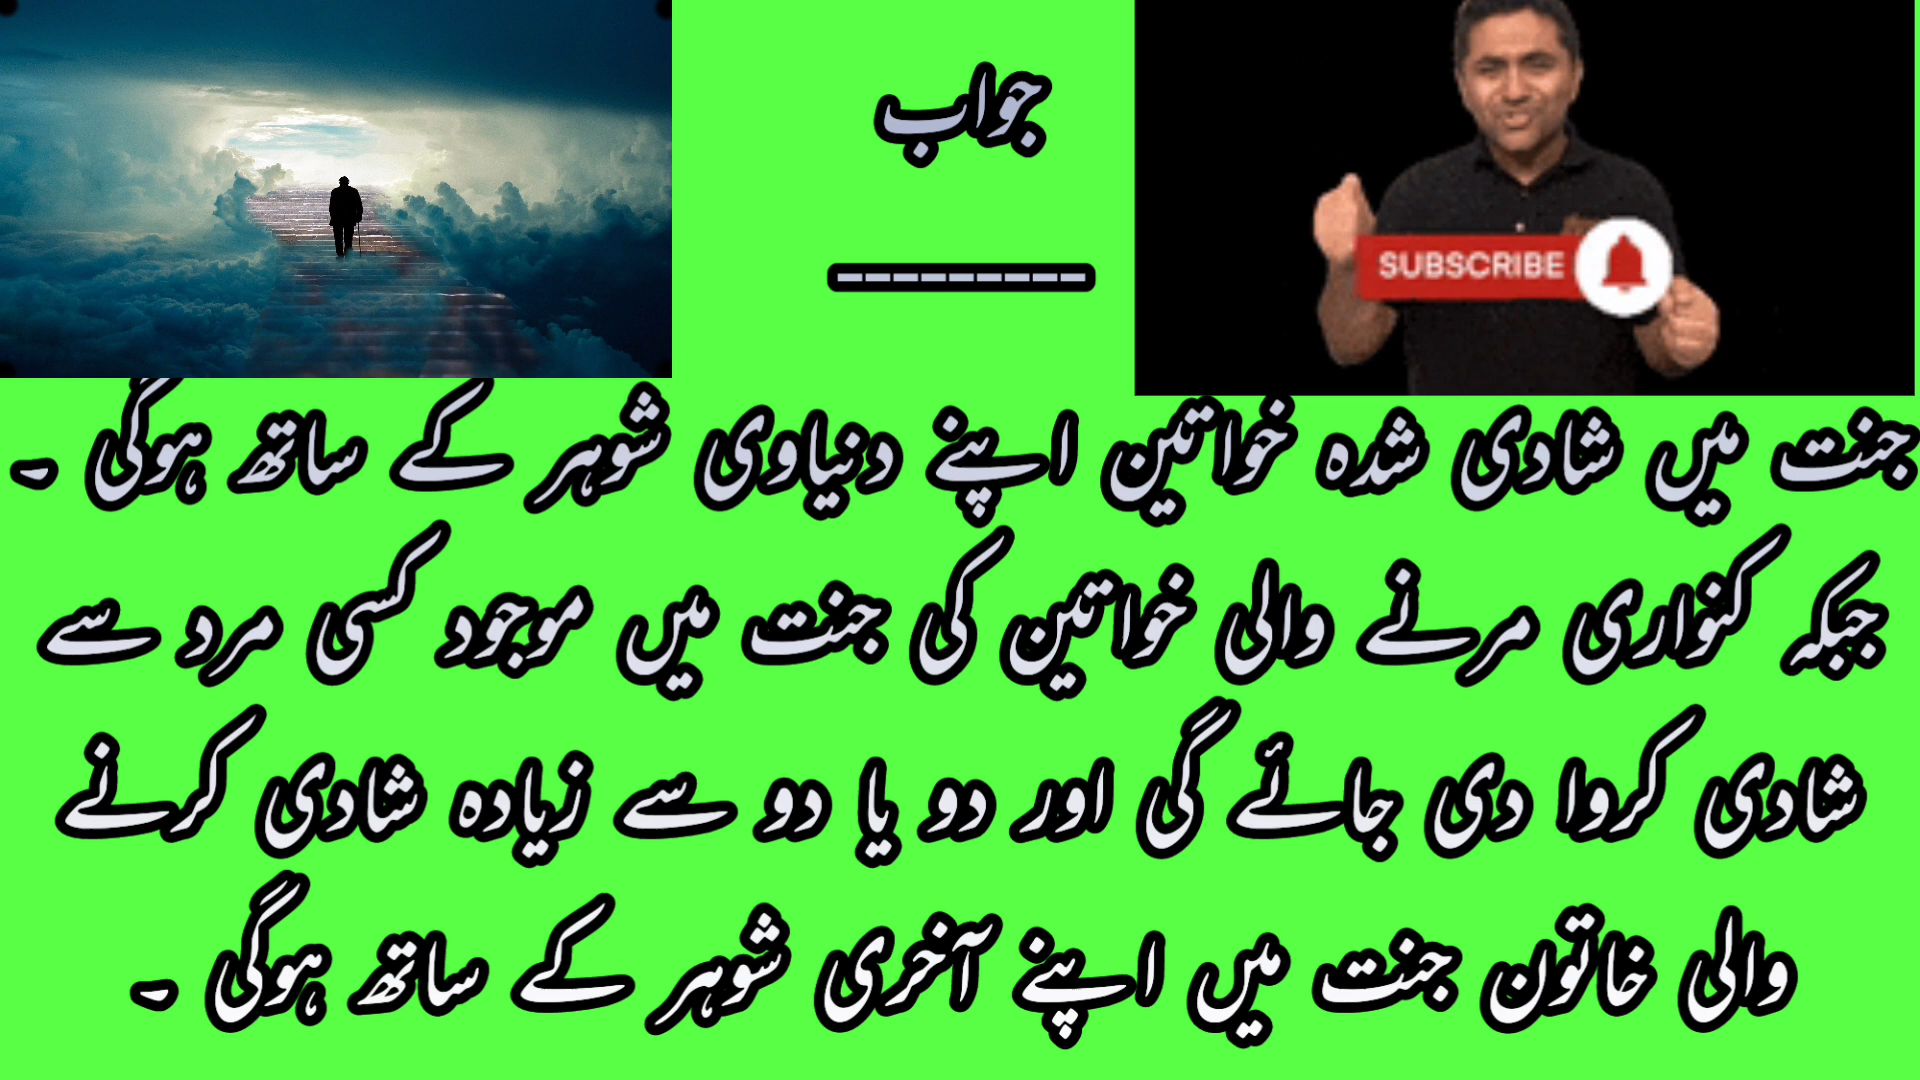 جواب
---------
SUBSCRIBE
جنت میں شادی شدہ خواتین اپنے دنیاوی شوہر کے ساتھ ہوگی ۔
جبکہ کنواری مرنے والی خواتین کی جنت میں موجود کسی مرد سے
شادی کروا دی جائے گی اور دو یا دو سے زیادہ شادی کرنے
والی خاتون جنت میں اپنے آخری شوہر کے ساتھ ہوگی ۔